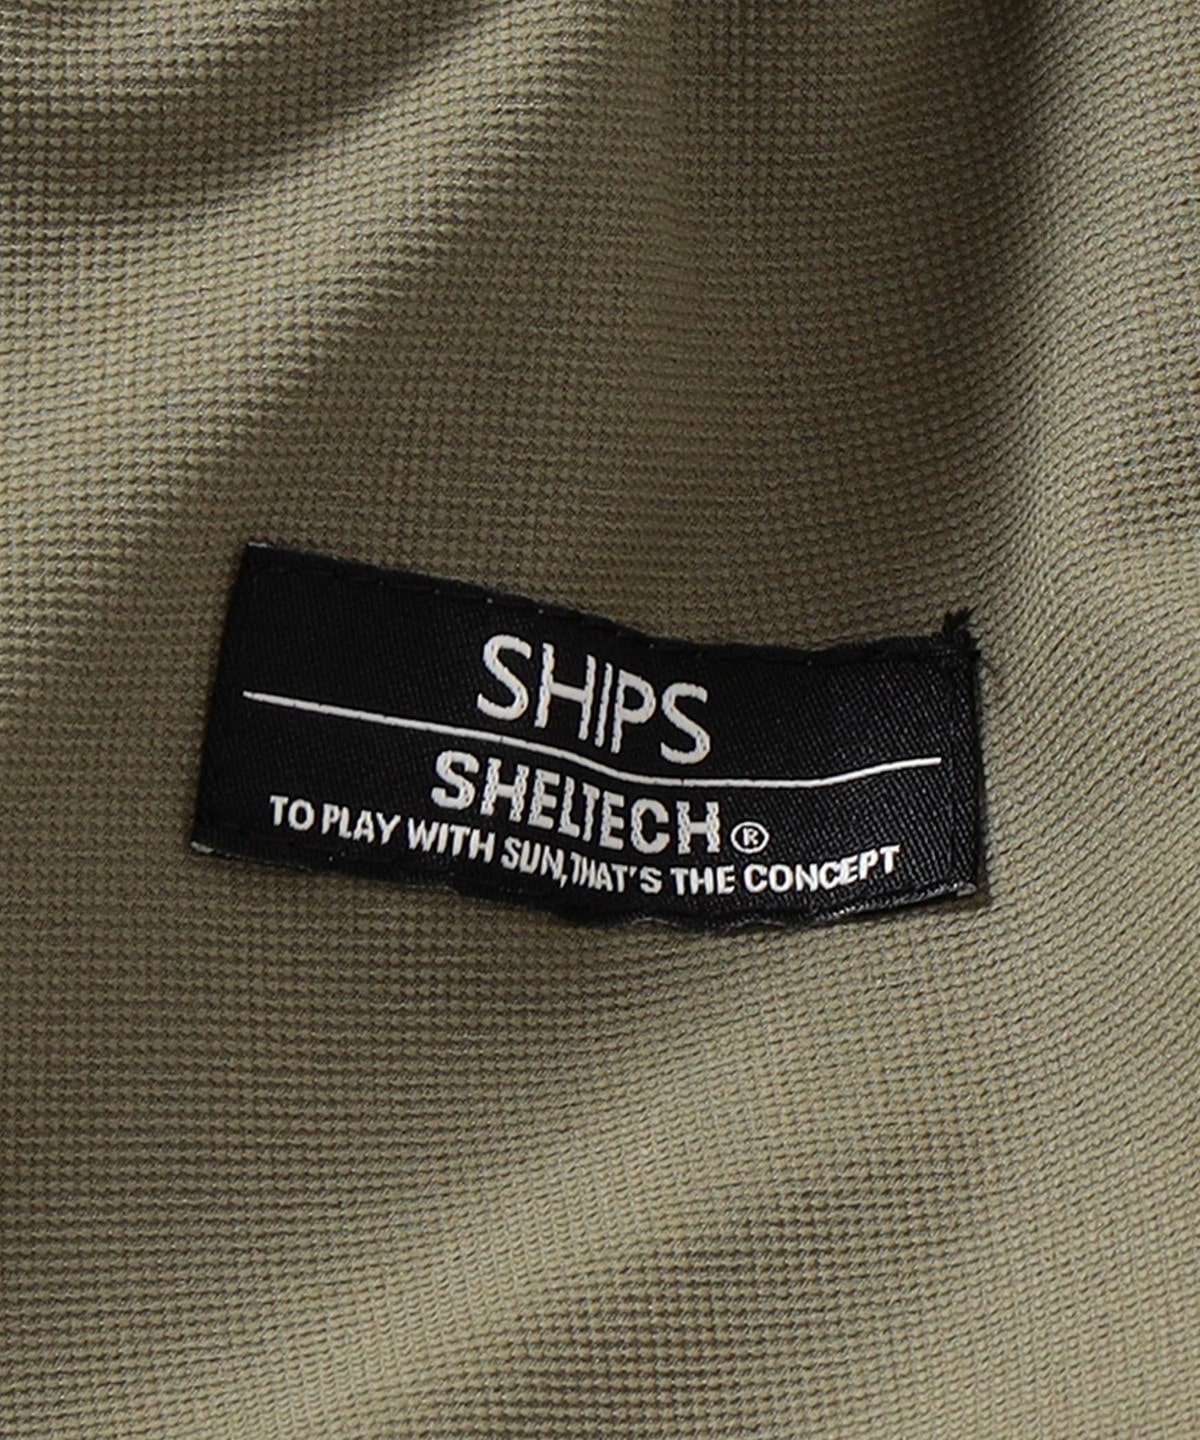 SHIPS
SHELTECH®
TO PLAY WITH SUN, THAT'S THE CONCEPT